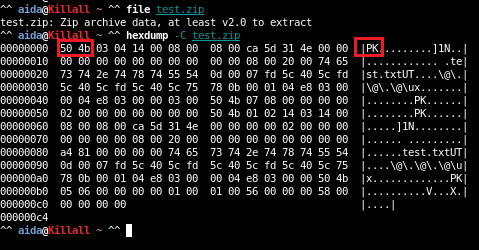 ^^ aida@Killall ~ ^^ file test.zip
test.zip: Zip archive data, at least v2.0 to extract
^^ aida@Killall ~ ^^ hexdump -C test.zip
00000000  50 4b 03 04 14 00 08 00  08 00 ca 5d 31 4e 00 00  |PK.........]1N..|
00000010  00 00 00 00 00 00 00 00  00 00 08 00 20 00 74 65  |............ .te|
00000020  73 74 2e 74 78 74 55 54  0d 00 07 fd 5c 40 5c fd  |st.txtUT....\@\.|
00000030  5c 40 5c fd 5c 40 5c 75  78 0b 00 01 04 e8 03 00  |\@\.\@\ux.......|
00000040  00 04 e8 03 00 00 03 00  50 4b 07 08 00 00 00 00  |........PK......|
00000050  02 00 00 00 00 00 00 00  50 4b 01 02 14 03 14 00  |........PK......|
00000060  08 00 08 00 ca 5d 31 4e  00 00 00 00 02 00 00 00  |.....]1N........|
00000070  00 00 00 00 08 00 20 00  00 00 00 00 00 00 00 00  |...... .........|
00000080  a4 81 00 00 00 00 74 65  73 74 2e 74 78 74 55 54  |......test.txtUT|
00000090  0d 00 07 fd 5c 40 5c fd  5c 40 5c fd 5c 40 5c 75  |....\@\.\@\.\@\u|
000000a0  78 0b 00 01 04 e8 03 00  00 04 e8 03 00 00 50 4b  |x.............PK|
000000b0  05 06 00 00 00 00 01 00  01 00 56 00 00 00 58 00  |..........V...X.|
000000c0  00 00 00 00                                       |....|
000000c4
^^ aida@Killall ~ ^^